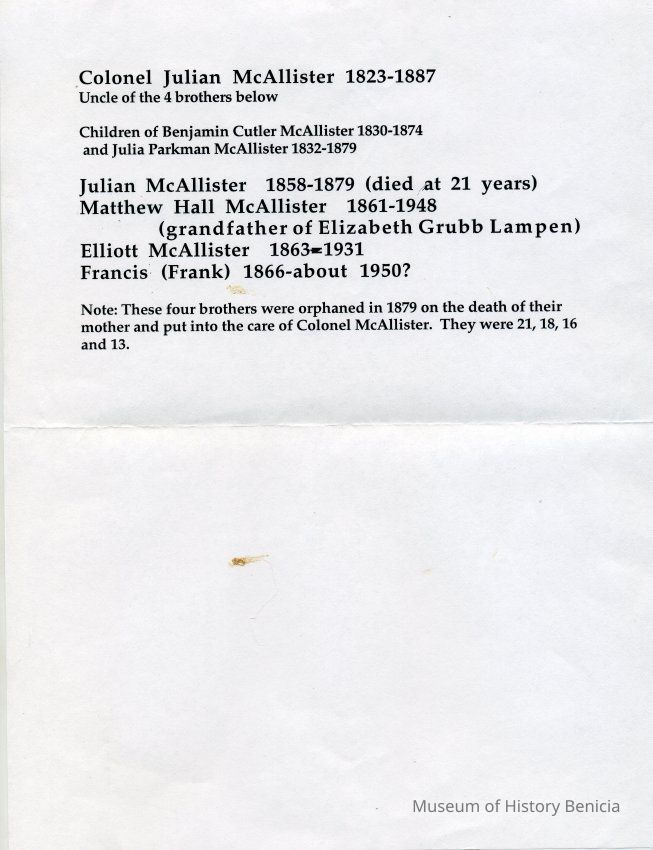 Colonel Julian McAllister 1823-1887
Uncle of the 4 brothers below
Children of Benjamin Cutler McAllister 1830-1874
and Julia Parkman McAllister 1832-1879
Julian McAllister 1858-1879 (died at 21 years)
Matthew Hall McAllister 1861-1948
(grandfather of Elizabeth Grubb Lampen)
Elliott McAllister 1863-1931
Francis (Frank) 1866-about 1950?
Note: These four brothers were orphaned in 1879 on the death of their
mother and put into the care of Colonel McAllister. They were 21, 18, 16
and 13.
Museum of History Benicia